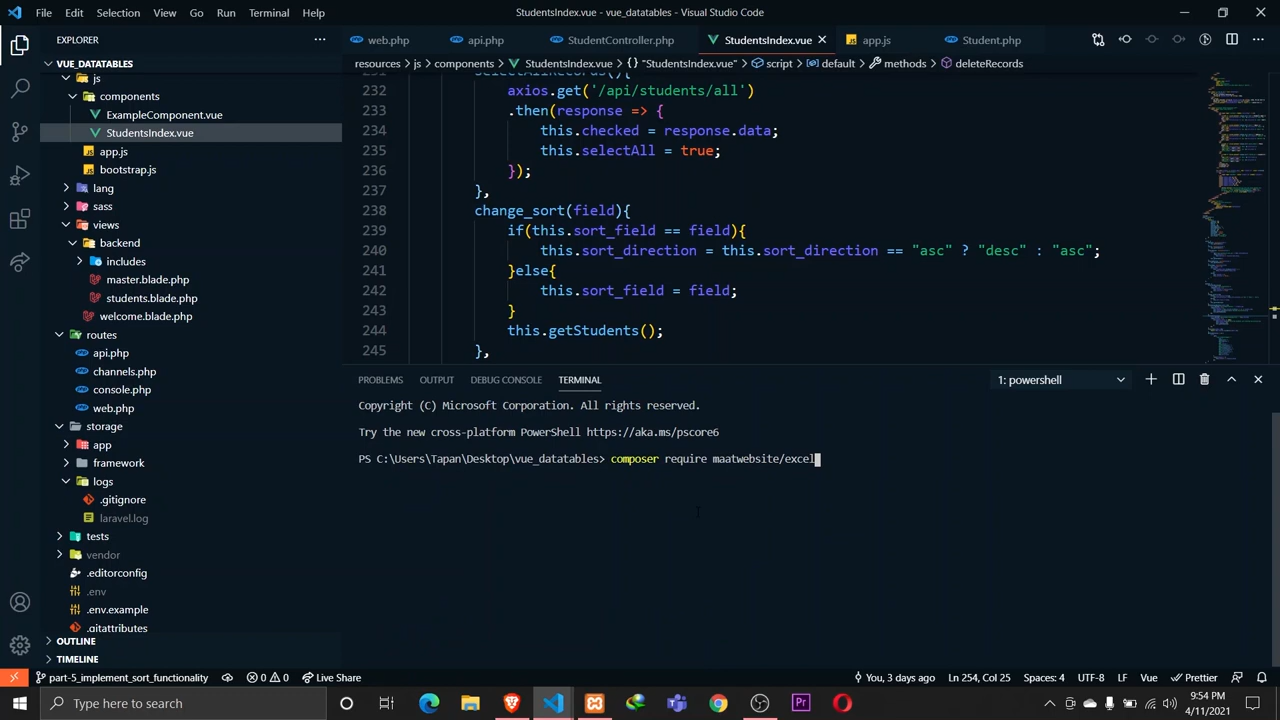 File Edit Selection View Go Run Terminal Help
StudentsIndex.vue - vue_datatables - Visual Studio Code
EXPLORER
web.php api.php StudentController.php StudentsIndex.vue app.js Student.php
resources > js > components > StudentsIndex.vue > {} "StudentsIndex.vue" > script > default > methods > deleteRecords
VUE_DATATABLES
js
components
ExampleComponent.vue
StudentsIndex.vue
app.js
bootstrap.js
lang
sass
views
backend
includes
master.blade.php
students.blade.php
welcome.blade.php
routes
api.php
channels.php
console.php
web.php
storage
app
framework
logs
.gitignore
laravel.log
tests
vendor
.editorconfig
.env
.env.example
.gitattributes
OUTLINE
TIMELINE
231 selectAllRecords(){
232 axios.get('/api/students/all')
233 .then(response => {
234 this.checked = response.data;
235 this.selectAll = true;
236 });
237 },
238 change_sort(field){
239 if(this.sort_field == field){
240 this.sort_direction = this.sort_direction == "asc" ? "desc" : "asc";
241 }else{
242 this.sort_field = field;
243 }
244 this.getStudents();
245 },
PROBLEMS OUTPUT DEBUG CONSOLE TERMINAL 1: powershell
Copyright (C) Microsoft Corporation. All rights reserved.
Try the new cross-platform PowerShell https://aka.ms/pscore6
PS C:\Users\Tapan\Desktop\vue_datatables> composer require maatwebsite/excel
part-5_implement_sort_functionality 0 0 Live Share You, 3 days ago Ln 254, Col 25 Spaces: 4 UTF-8 LF Vue Prettier
Type here to search
9:54 PM
4/11/2021